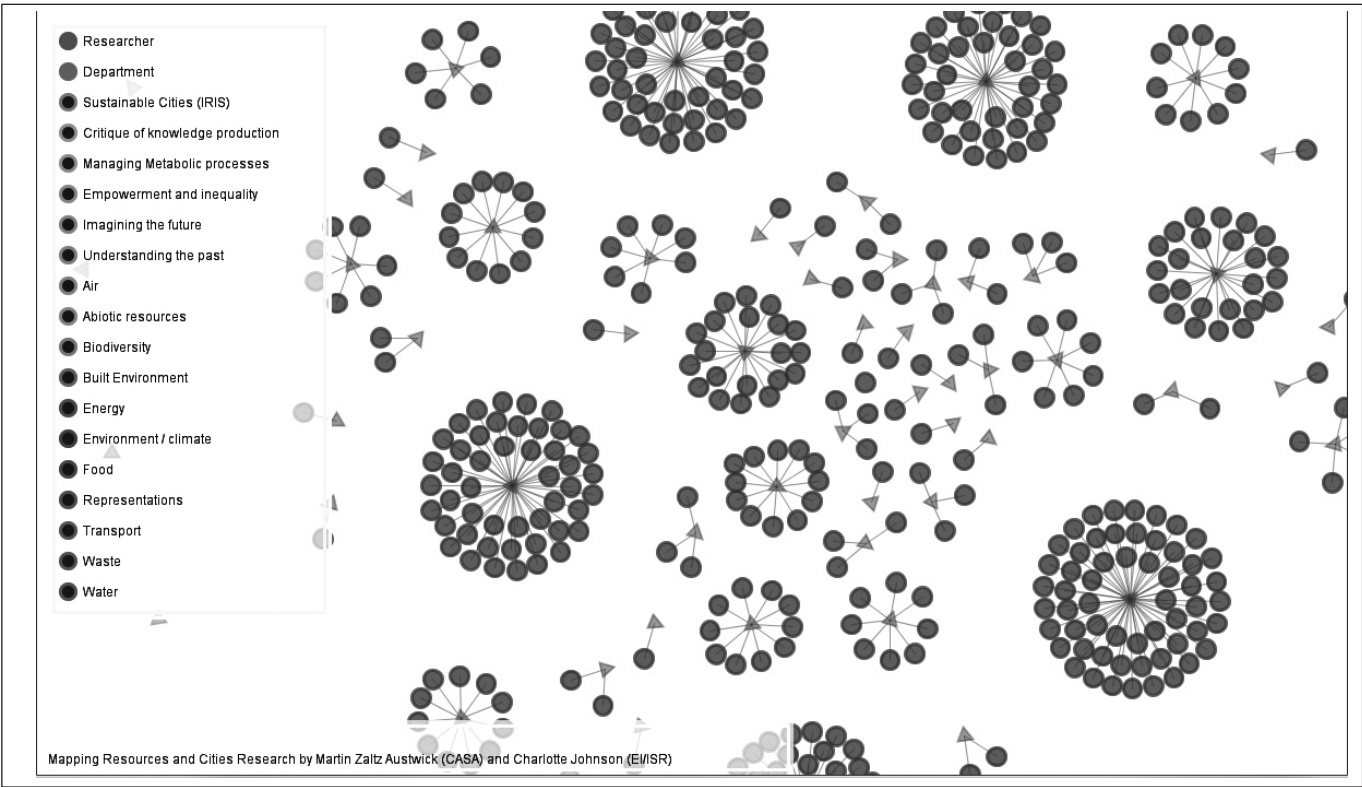 Researcher
Department
Sustainable Cities (IRIS)
Critique of knowledge production
Managing Metabolic processes
Empowerment and inequality
Imagining the future
Understanding the past
Air
Abiotic resources
Biodiversity
Built Environment
Energy
Environment / climate
Food
Representations
Transport
Waste
Water
Mapping Resources and Cities Research by Martin Zaltz Austwick (CASA) and Charlotte Johnson (EI/ISR)